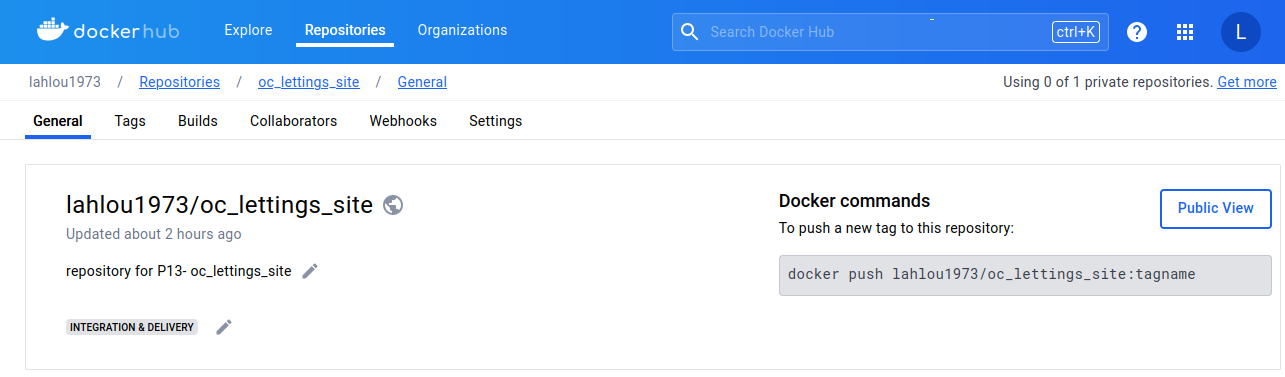 dockerhub Explore Repositories Organizations Search Docker Hub ctrl+K ? L
lahlou1973 / Repositories / oc_lettings_site / General Using 0 of 1 private repositories. Get more
General Tags Builds Collaborators Webhooks Settings
lahlou1973/oc_lettings_site
Updated about 2 hours ago
repository for P13- oc_lettings_site
INTEGRATION & DELIVERY
Docker commands Public View
To push a new tag to this repository:
docker push lahlou1973/oc_lettings_site:tagname